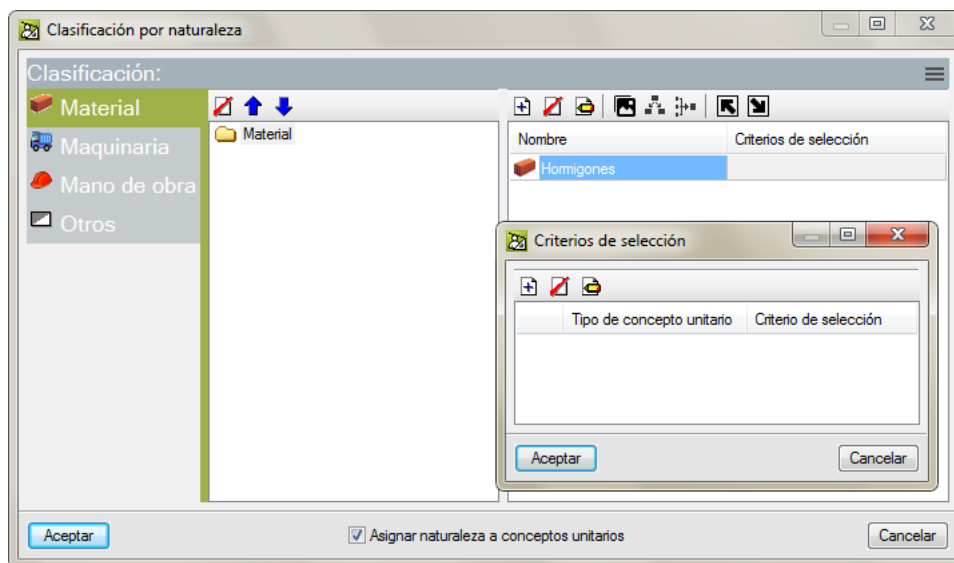 Clasificación por naturaleza
Clasificación:
Material
Maquinaria
Mano de obra
Otros
Material
Nombre Criterios de selección
Hormigones
Criterios de selección
Tipo de concepto unitario Criterio de selección
Aceptar Cancelar
Aceptar Asignar naturaleza a conceptos unitarios Cancelar